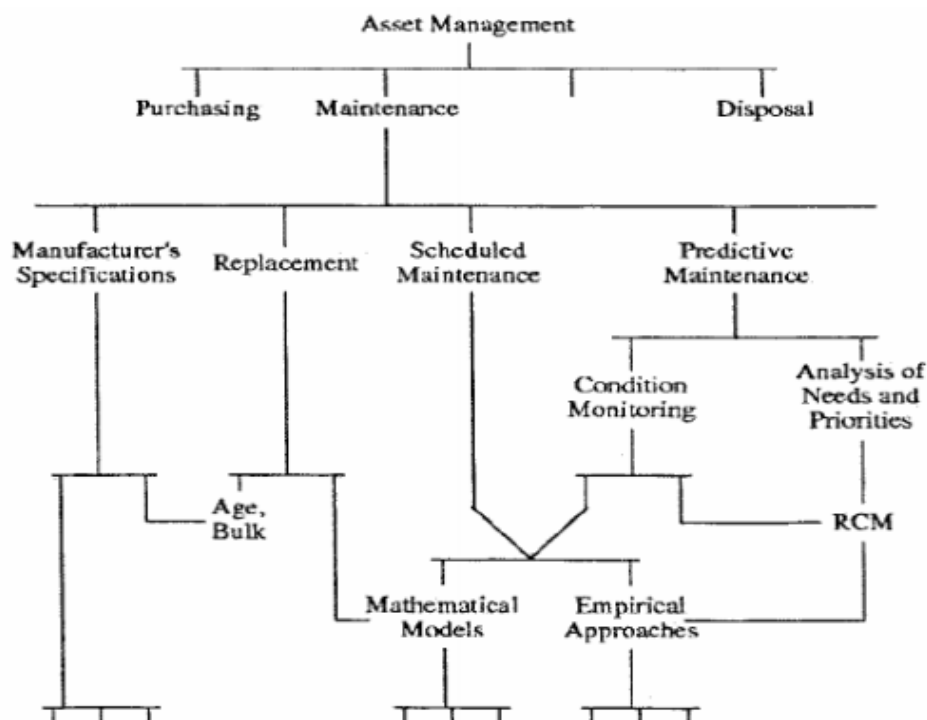 Asset Management
Purchasing
Maintenance
Disposal
Manufacturer's
Specifications
Replacement
Scheduled
Maintenance
Predictive
Maintenance
Condition
Monitoring
Analysis of
Needs and
Priorities
Age,
Bulk
RCM
Mathematical
Models
Empirical
Approaches